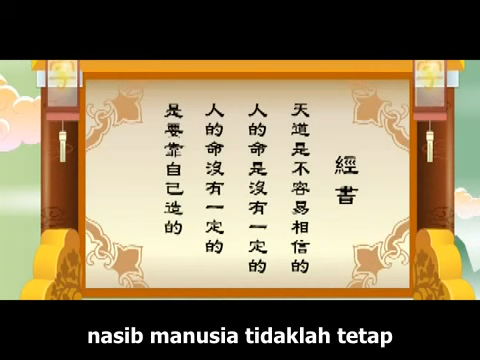 經書
天道是不容易相信的
人的命是沒有一定的
人的命沒有一定的
是要靠自己造的
nasib manusia tidaklah tetap